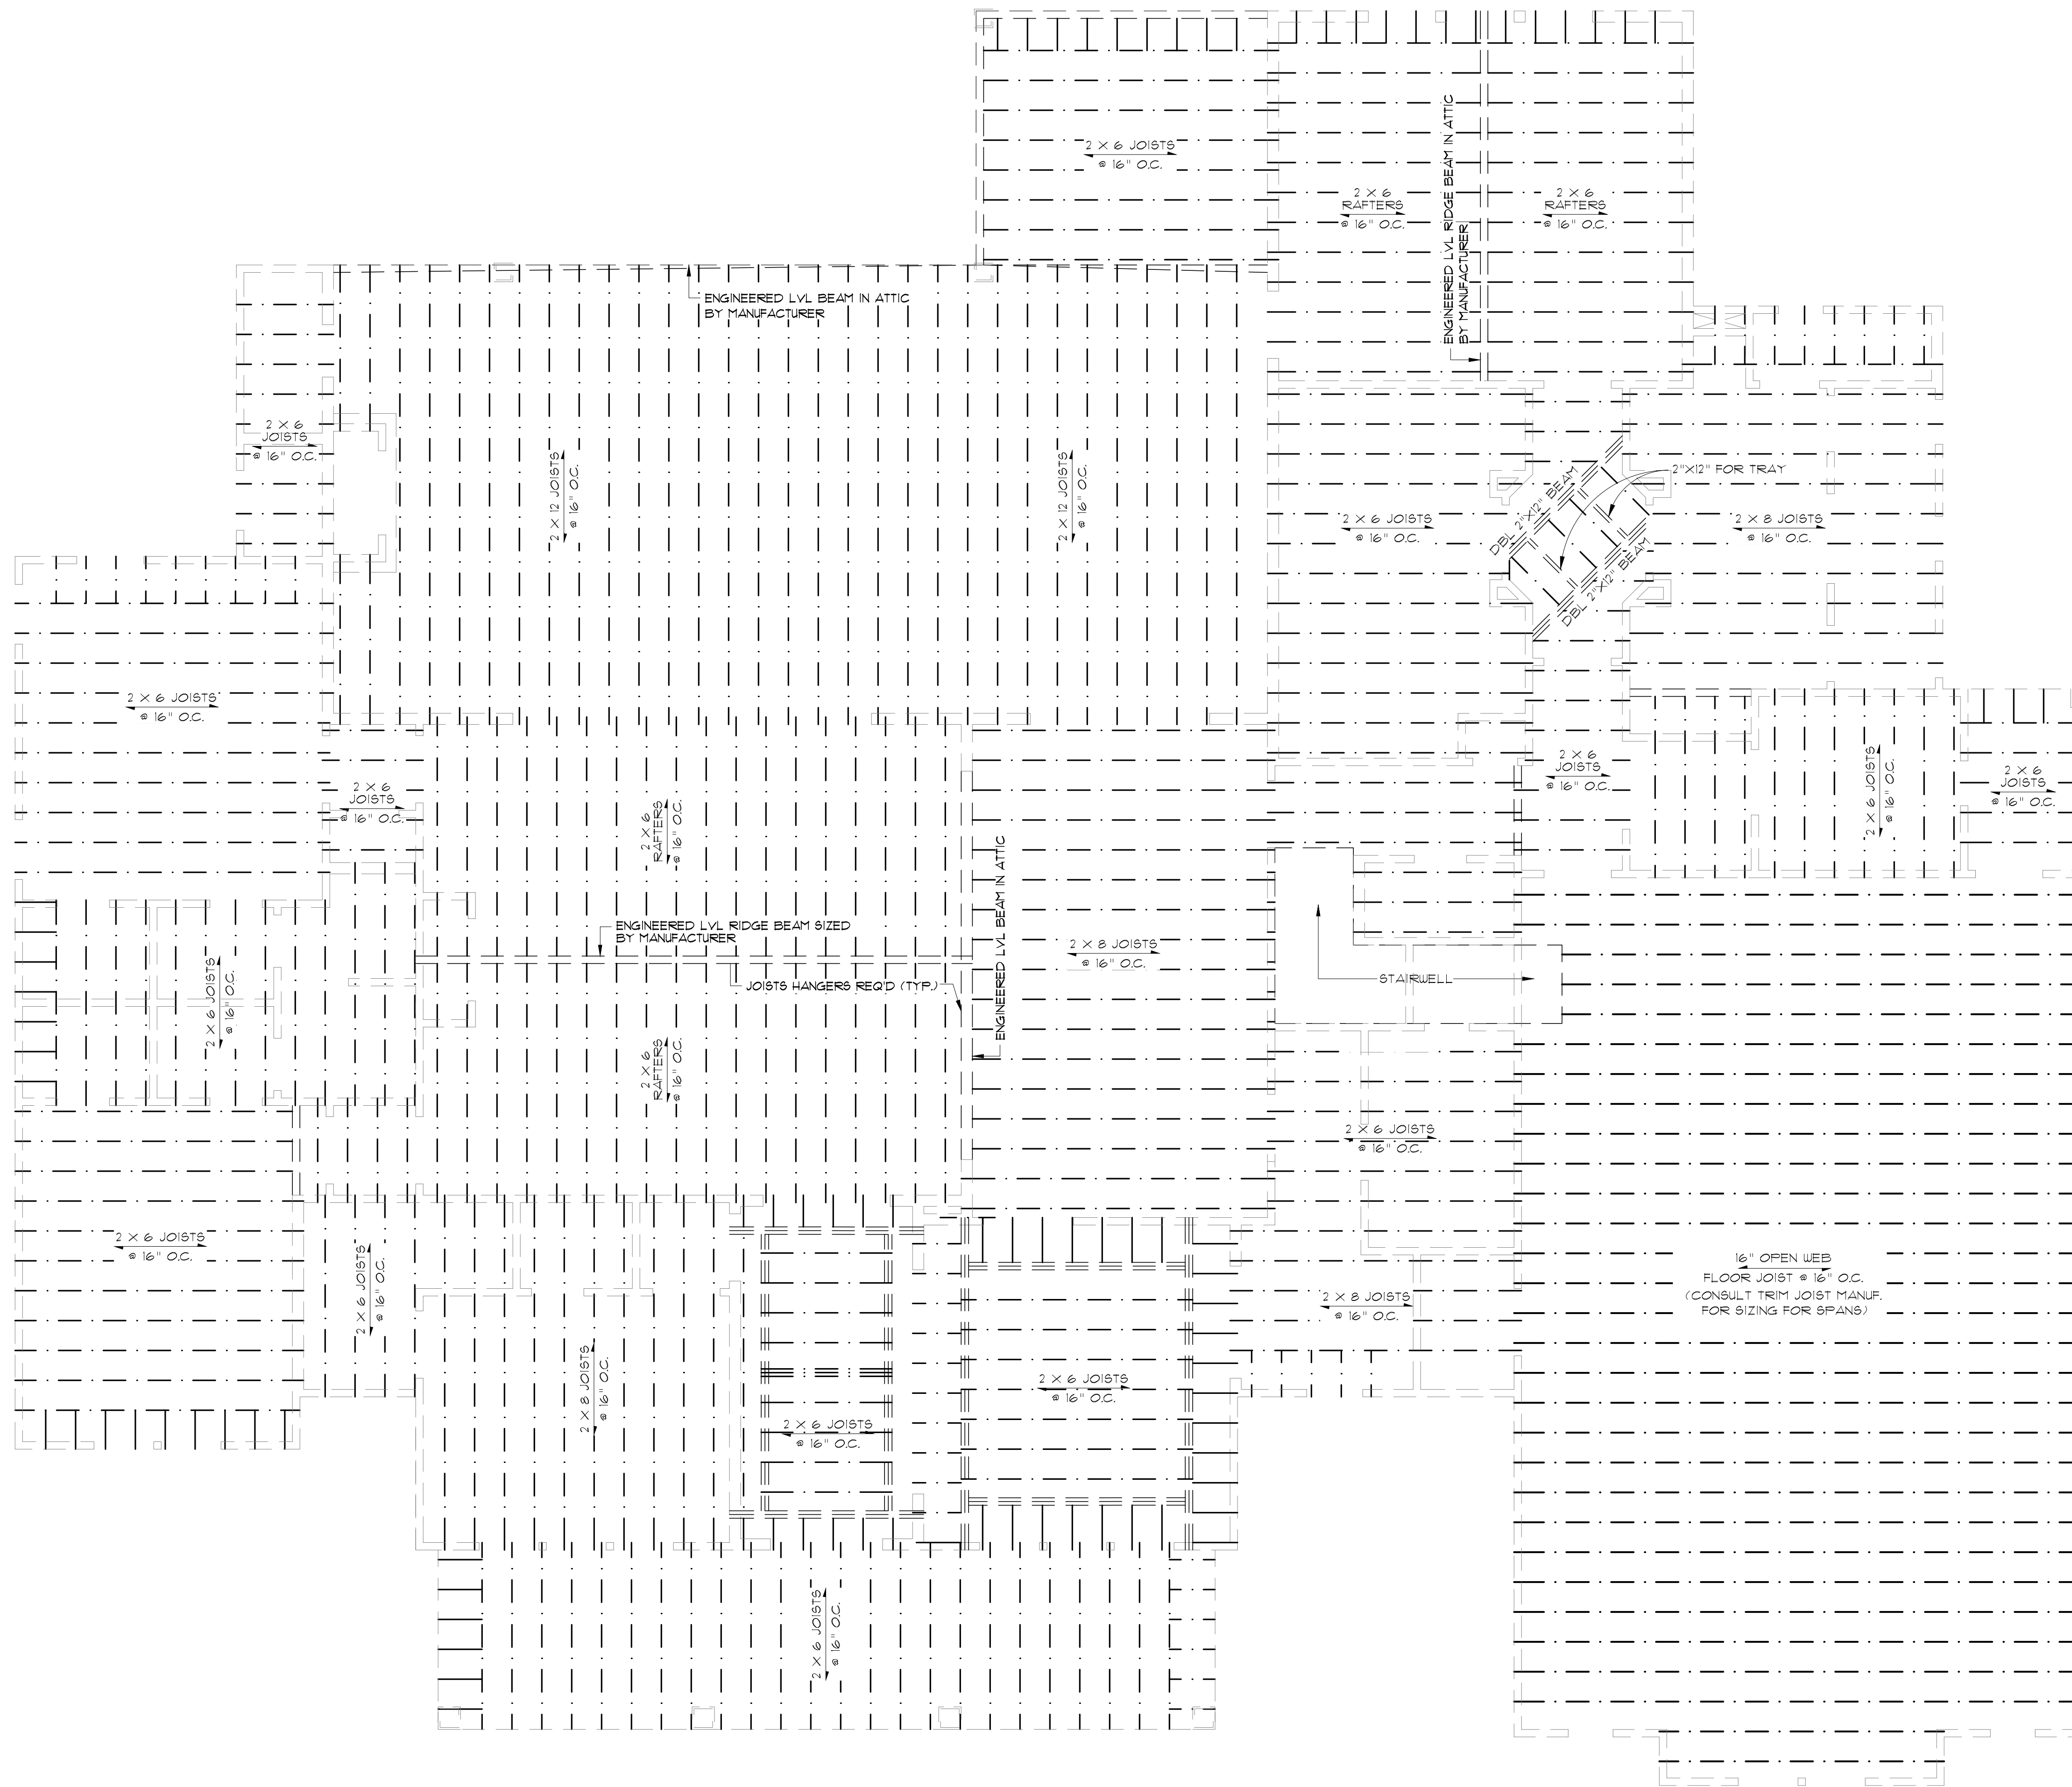 2 X 6 JOISTS
@ 16" O.C.
ENGINEERED LVL RIDGE BEAM IN ATTIC
BY MANUFACTURER
2 X 6
RAFTERS
@ 16" O.C.
2 X 6
RAFTERS
@ 16" O.C.
ENGINEERED LVL BEAM IN ATTIC
BY MANUFACTURER
2 X 6
JOISTS
@ 16" O.C.
2 X 12 JOISTS
@ 16" O.C.
2 X 12 JOISTS
@ 16" O.C.
2 X 6 JOISTS
@ 16" O.C.
DBL 2"X12" BEAM
DBL 2"X12" BEAM
2"X12" FOR TRAY
2 X 8 JOISTS
@ 16" O.C.
2 X 6 JOISTS
@ 16" O.C.
2 X 6
JOISTS
@ 16" O.C.
2 X 6
RAFTERS
@ 16" O.C.
2 X 6
JOISTS
@ 16" O.C.
2 X 6 JOISTS
@ 16" O.C.
2 X 6
JOISTS
@ 16" O.C.
ENGINEERED LVL BEAM IN ATTIC
ENGINEERED LVL RIDGE BEAM SIZED
BY MANUFACTURER
2 X 8 JOISTS
@ 16" O.C.
STAIRWELL
JOISTS HANGERS REQ'D (TYP.)
2 X 6 JOISTS
@ 16" O.C.
2 X 6
RAFTERS
@ 16" O.C.
2 X 6 JOISTS
@ 16" O.C.
2 X 6 JOISTS
@ 16" O.C.
2 X 6 JOISTS
@ 16" O.C.
16" OPEN WEB
FLOOR JOIST @ 16" O.C.
(CONSULT TRIM JOIST MANUF.
FOR SIZING FOR SPANS)
2 X 8 JOISTS
@ 16" O.C.
2 X 8 JOISTS
@ 16" O.C.
2 X 6 JOISTS
@ 16" O.C.
2 X 6 JOISTS
@ 16" O.C.
2 X 6 JOISTS
@ 16" O.C.